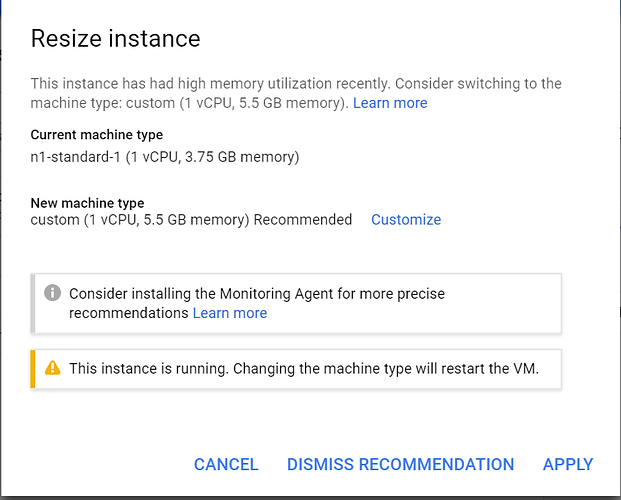 Resize instance
This instance has had high memory utilization recently. Consider switching to the
machine type: custom (1 vCPU, 5.5 GB memory). Learn more
Current machine type
n1-standard-1 (1 vCPU, 3.75 GB memory)
New machine type
custom (1 vCPU, 5.5 GB memory) Recommended Customize
Consider installing the Monitoring Agent for more precise
recommendations Learn more
This instance is running. Changing the machine type will restart the VM.
CANCEL DISMISS RECOMMENDATION APPLY